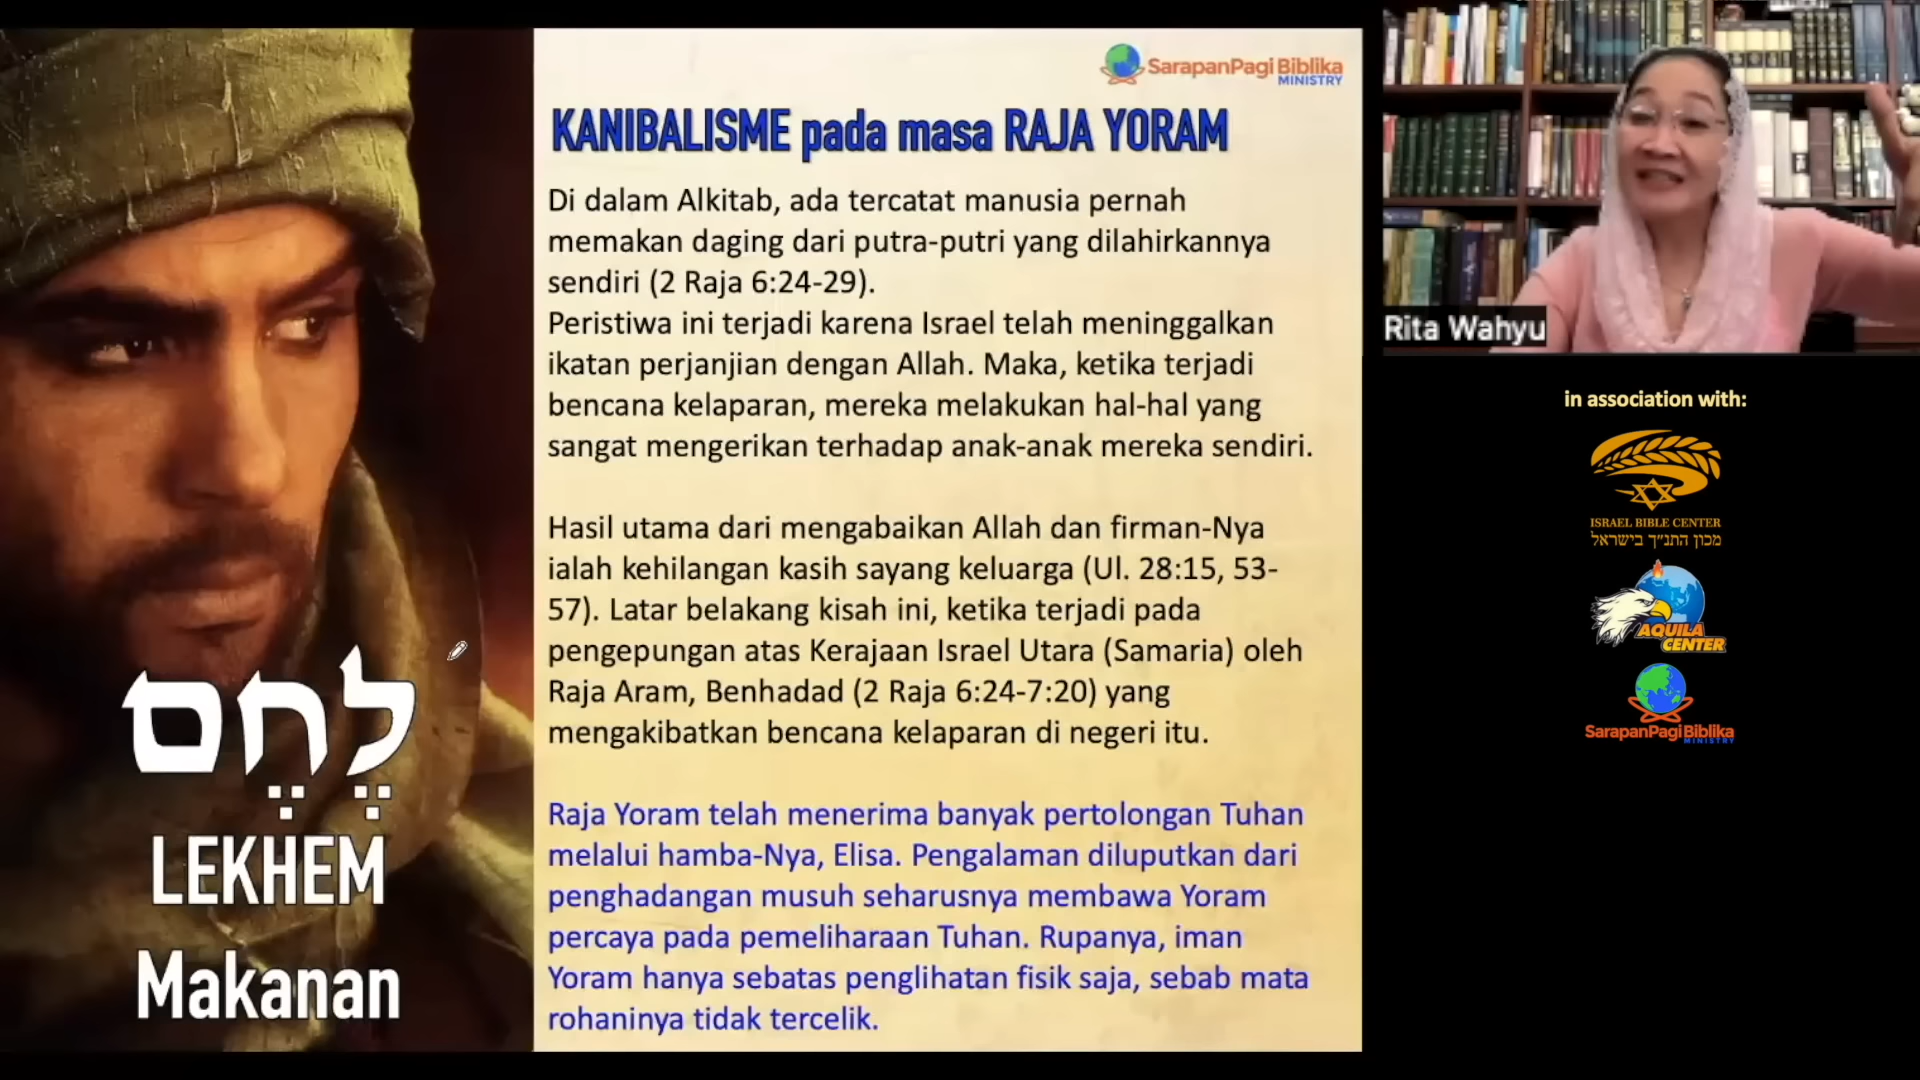 SarapanPagi Biblika
MINISTRY
KANIBALISME pada masa RAJA YORAM
Di dalam Alkitab, ada tercatat manusia pernah
memakan daging dari putra-putri yang dilahirkannya
sendiri (2 Raja 6:24-29).
Peristiwa ini terjadi karena Israel telah meninggalkan
ikatan perjanjian dengan Allah. Maka, ketika terjadi
bencana kelaparan, mereka melakukan hal-hal yang
sangat mengerikan terhadap anak-anak mereka sendiri.
Hasil utama dari mengabaikan Allah dan firman-Nya
ialah kehilangan kasih sayang keluarga (Ul. 28:15, 53-
57). Latar belakang kisah ini, ketika terjadi pada
pengepungan atas Kerajaan Israel Utara (Samaria) oleh
Raja Aram, Benhadad (2 Raja 6:24-7:20) yang
mengakibatkan bencana kelaparan di negeri itu.
Raja Yoram telah menerima banyak pertolongan Tuhan
melalui hamba-Nya, Elisa. Pengalaman diluputkan dari
penghadangan musuh seharusnya membawa Yoram
percaya pada pemeliharaan Tuhan. Rupanya, iman
Yoram hanya sebatas penglihatan fisik saja, sebab mata
rohaninya tidak tercelik.
לֶחֶם
LEKHEM
Makanan
Rita Wahyu
in association with:
ISRAEL BIBLE CENTER
מכון התנ״ך בישראל
AQUILA
CENTER
SarapanPagi Biblika
MINISTRY